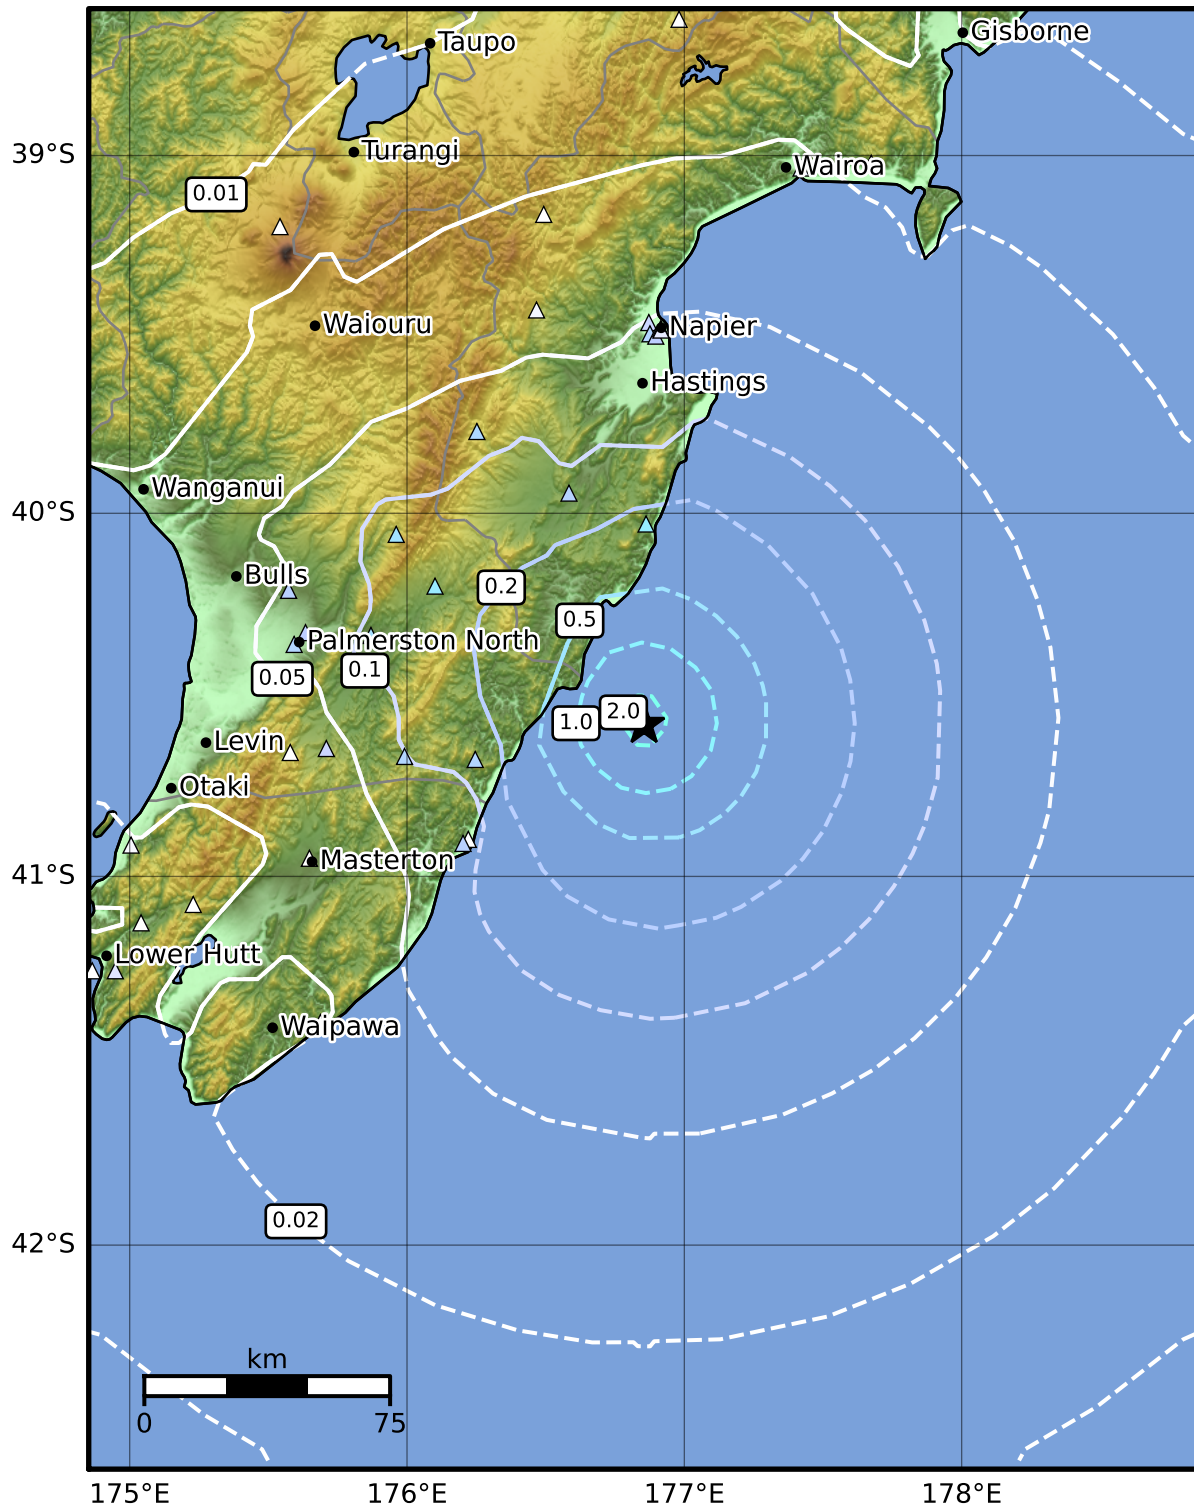 Gisborne
Taupo
Turangi
39°S
Wairoa
0.01
Waiouru
Napier
Hastings
Wanganui
40°S
Bulls
0.2
0.5
Palmerston North
0.05
0.1
1.0
2.0
Levin
Otaki
Masterton
41°S
Lower Hutt
Waipawa
0.02
42°S
km
0
75
175°E
176°E
177°E
178°E